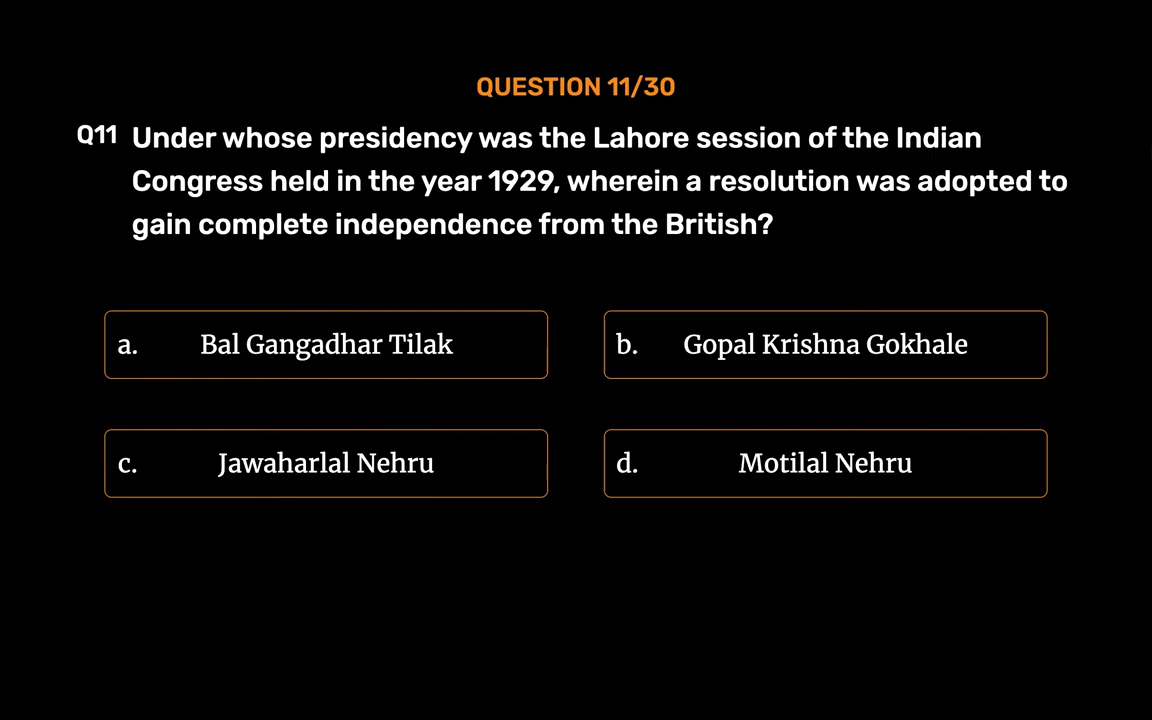 QUESTION 11/30
Q11 Under whose presidency was the Lahore session of the Indian
Congress held in the year 1929, wherein a resolution was adopted to
gain complete independence from the British?
a. Bal Gangadhar Tilak
b. Gopal Krishna Gokhale
c. Jawaharlal Nehru
d. Motilal Nehru